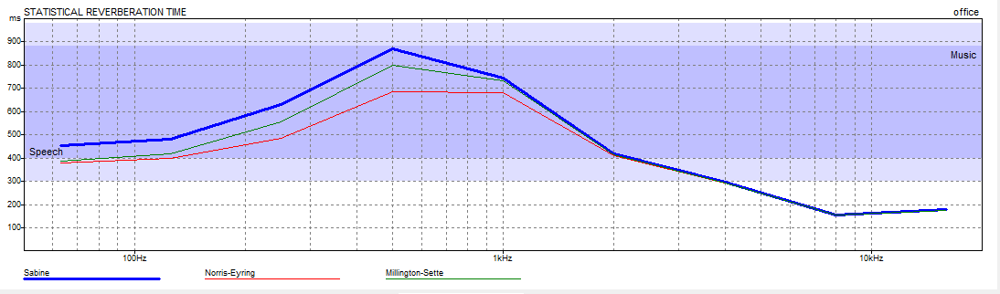 STATISTICAL REVERBERATION TIME office
ms
900
Music
800
700
600
500
Speech
400
300
200
100
100Hz 1kHz 10kHz
Sabine Norris-Eyring Millington-Sette